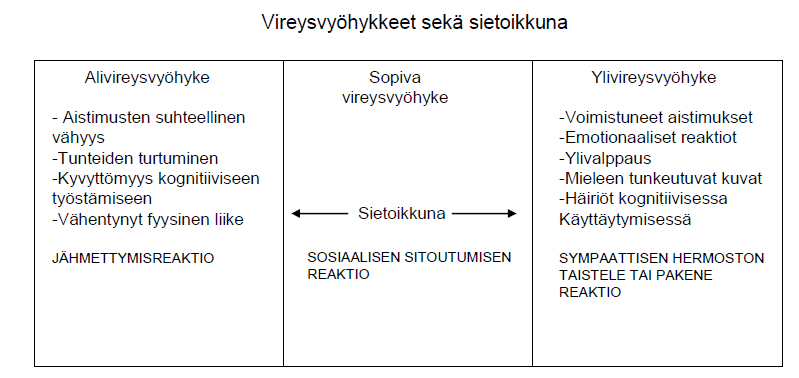 Vireysvyöhykkeet sekä sietoikkuna
Alivireysvyöhyke
- Aistimusten suhteellinen
vähyys
-Tunteiden turtuminen
-Kyvyttömyys kognitiiviseen
työstämiseen
-Vähentynyt fyysinen liike
JÄHMETTYMISREAKTIO
Sopiva
vireysvyöhyke
Sietoikkuna
SOSIAALISEN SITOUTUMISEN
REAKTIO
Ylivireysvyöhyke
-Voimistuneet aistimukset
-Emotionaaliset reaktiot
-Ylivalppaus
-Mieleen tunkeutuvat kuvat
-Häiriöt kognitiivisessa
Käyttäytymisessä
SYMPAATTISEN HERMOSTON
TAISTELE TAI PAKENE
REAKTIO